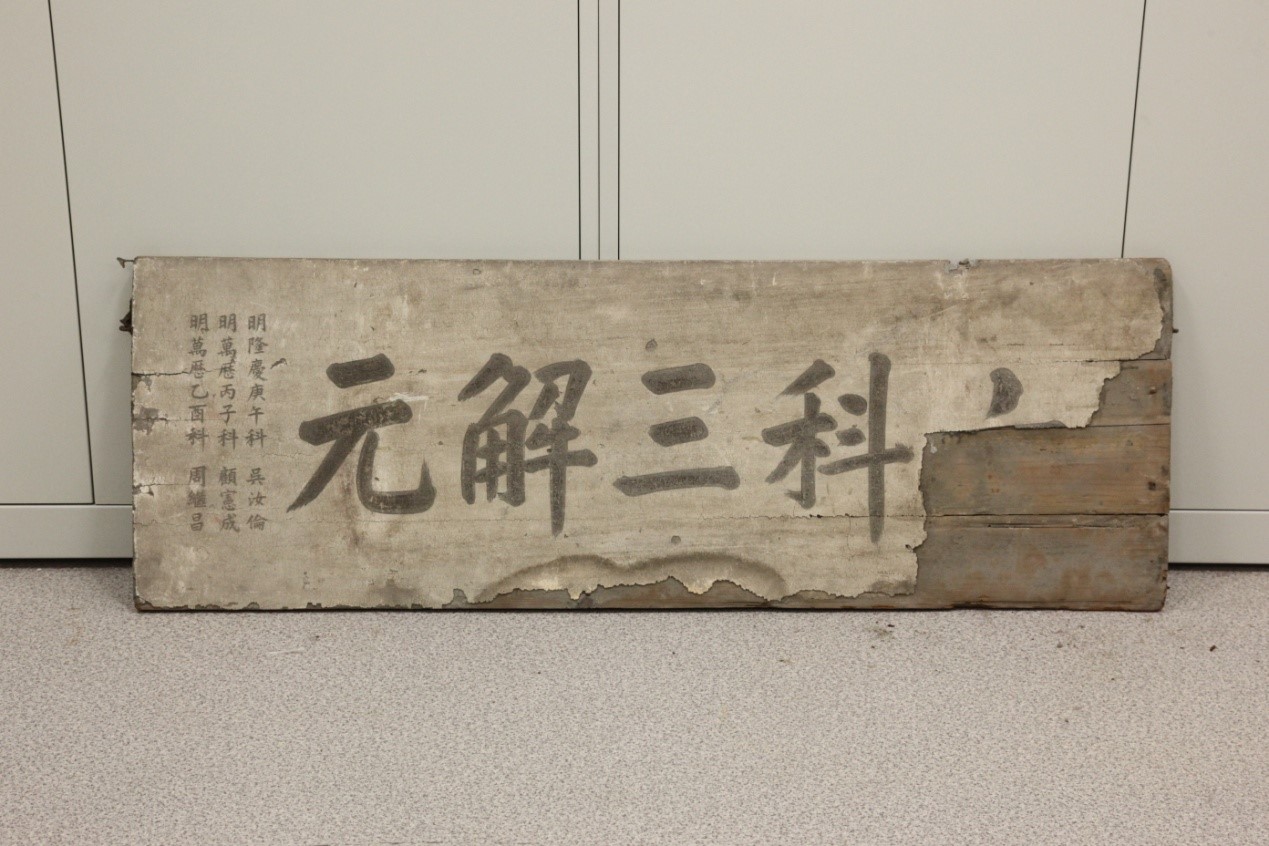 科三解元
明隆慶庚午科 吳汝倫
明萬曆丙子科 顧憲成
明萬曆乙酉科 周繼昌